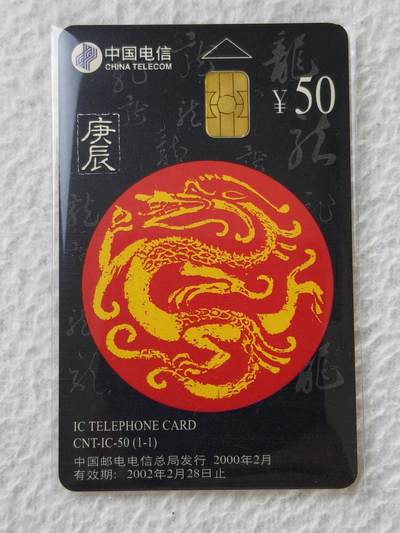 中国电信
CHINA TELECOM
¥50
庚辰
龍
IC TELEPHONE CARD
CNT-IC-50 (1-1)
中国邮电电信总局发行 2000年2月
有效期: 2002年2月28日止